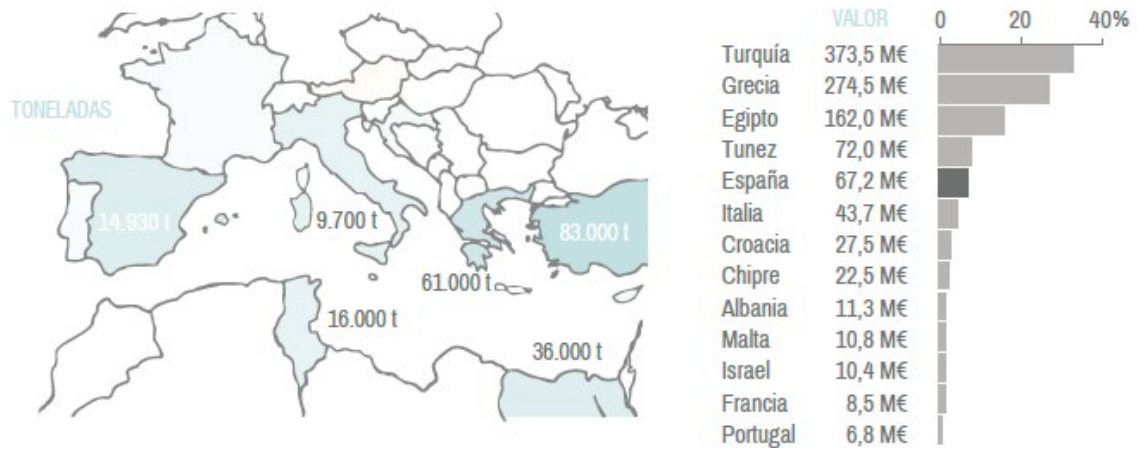 TONELADAS
14.930 t
9.700 t
83.000 t
61.000 t
16.000 t
36.000 t
VALOR 0 20 40%
Turquía 373,5 M€
Grecia 274,5 M€
Egipto 162,0 M€
Tunez 72,0 M€
España 67,2 M€
Italia 43,7 M€
Croacia 27,5 M€
Chipre 22,5 M€
Albania 11,3 M€
Malta 10,8 M€
Israel 10,4 M€
Francia 8,5 M€
Portugal 6,8 M€